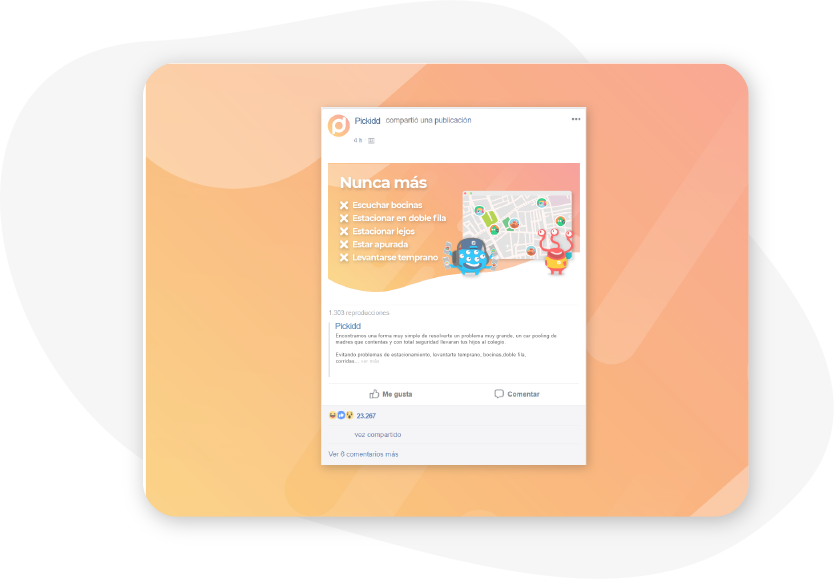 Pickidd compartió una publicación
4 h
Nunca más
Escuchar bocinas
Estacionar en doble fila
Estacionar lejos
Estar apurada
Levantarse temprano
1.303 reproducciones
Pickidd
Encontramos una forma muy simple de resolverte un problema muy grande, un car pooling de
madres que contentas y con total seguridad llevaran tus hijos al colegio.
Evitando problemas de estacionamiento, levantarte temprano, bocinas,doble fila,
corridas... ver más
Me gusta
Comentar
23.267
vez compartido
Ver 6 comentarios más